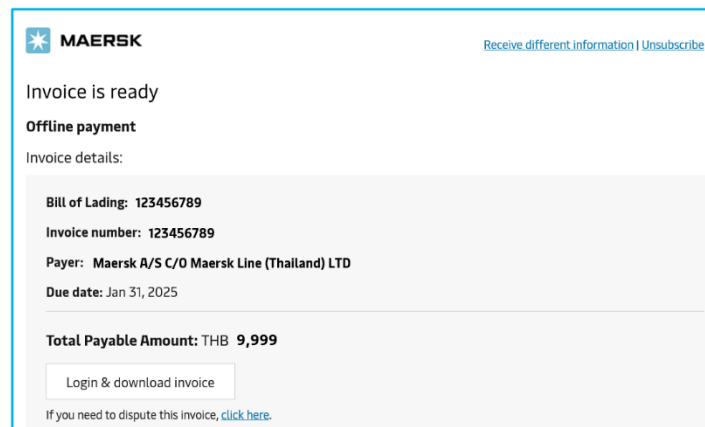 MAERSK
Receive different information | Unsubscribe
Invoice is ready
Offline payment
Invoice details:
Bill of Lading: 123456789
Invoice number: 123456789
Payer: Maersk A/S C/O Maersk Line (Thailand) LTD
Due date: Jan 31, 2025
Total Payable Amount: THB 9,999
Login & download invoice
If you need to dispute this invoice, click here.